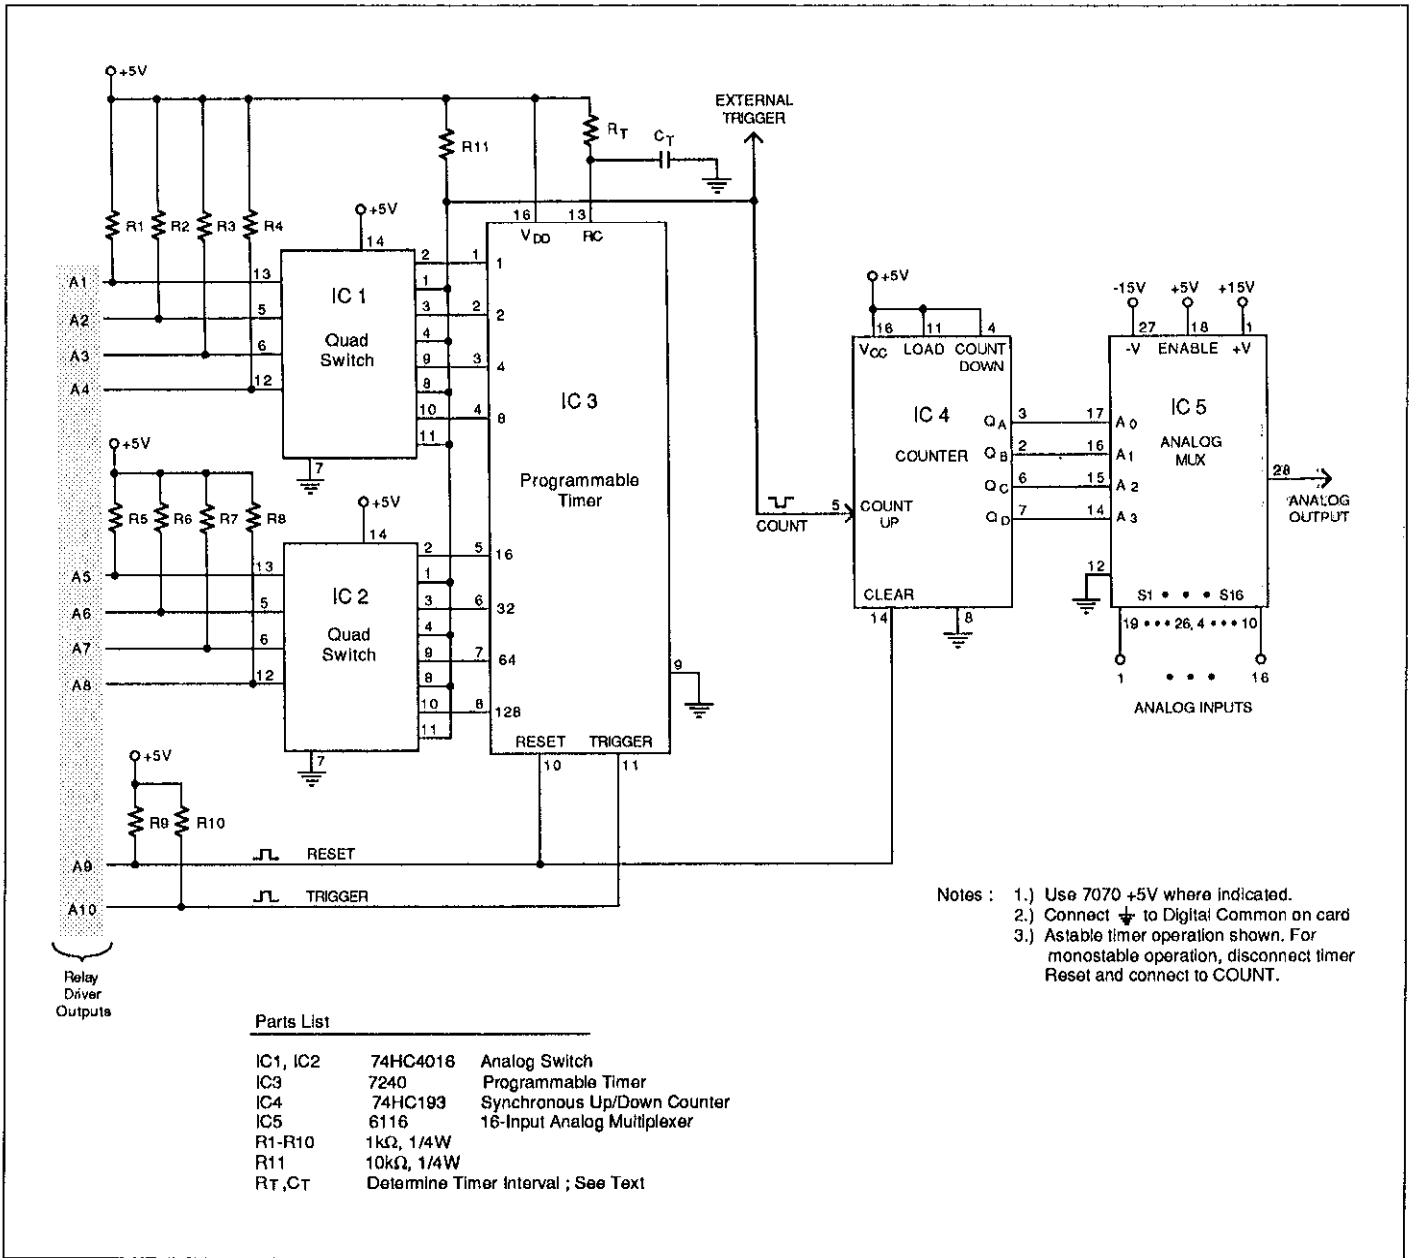 +5V
EXTERNAL
TRIGGER
R11
RT
CT
R1
R2
R3
R4
+5V
14
16
13
VDD
RC
A1
13
IC 1
2
1
1
1
A2
5
3
2
2
Quad
Switch
A3
6
4
9
3
4
A4
12
8
10
4
8
11
7
IC 3
Programmable
Timer
+5V
R5
R6
R7
R8
+5V
14
A5
13
IC 2
2
5
16
1
A6
5
3
6
32
Quad
Switch
4
A7
6
9
7
64
A8
12
8
10
8
128
11
7
9
RESET
TRIGGER
10
11
+5V
R9
R10
A9
RESET
A10
TRIGGER
Relay
Driver
Outputs
COUNT
+5V
16
11
4
VCC
LOAD
COUNT
DOWN
IC 4
COUNTER
5
COUNT
UP
QA
3
QB
2
QC
6
QD
7
CLEAR
14
8
-15V
+5V
+15V
27
18
1
-V
ENABLE
+V
IC 5
ANALOG
MUX
17
A0
16
A1
15
A2
14
A3
28
ANALOG
OUTPUT
12
S1 • • • S16
19 • • • 26, 4 • • • 10
1
• • •
16
ANALOG INPUTS
Notes : 1.) Use 7070 +5V where indicated.
2.) Connect ⏚ to Digital Common on card
3.) Astable timer operation shown. For
monostable operation, disconnect timer
Reset and connect to COUNT.
Parts List
IC1, IC2 74HC4016 Analog Switch
IC3 7240 Programmable Timer
IC4 74HC193 Synchronous Up/Down Counter
IC5 6116 16-Input Analog Multiplexer
R1-R10 1kΩ, 1/4W
R11 10kΩ, 1/4W
RT ,CT Determine Timer Interval ; See Text